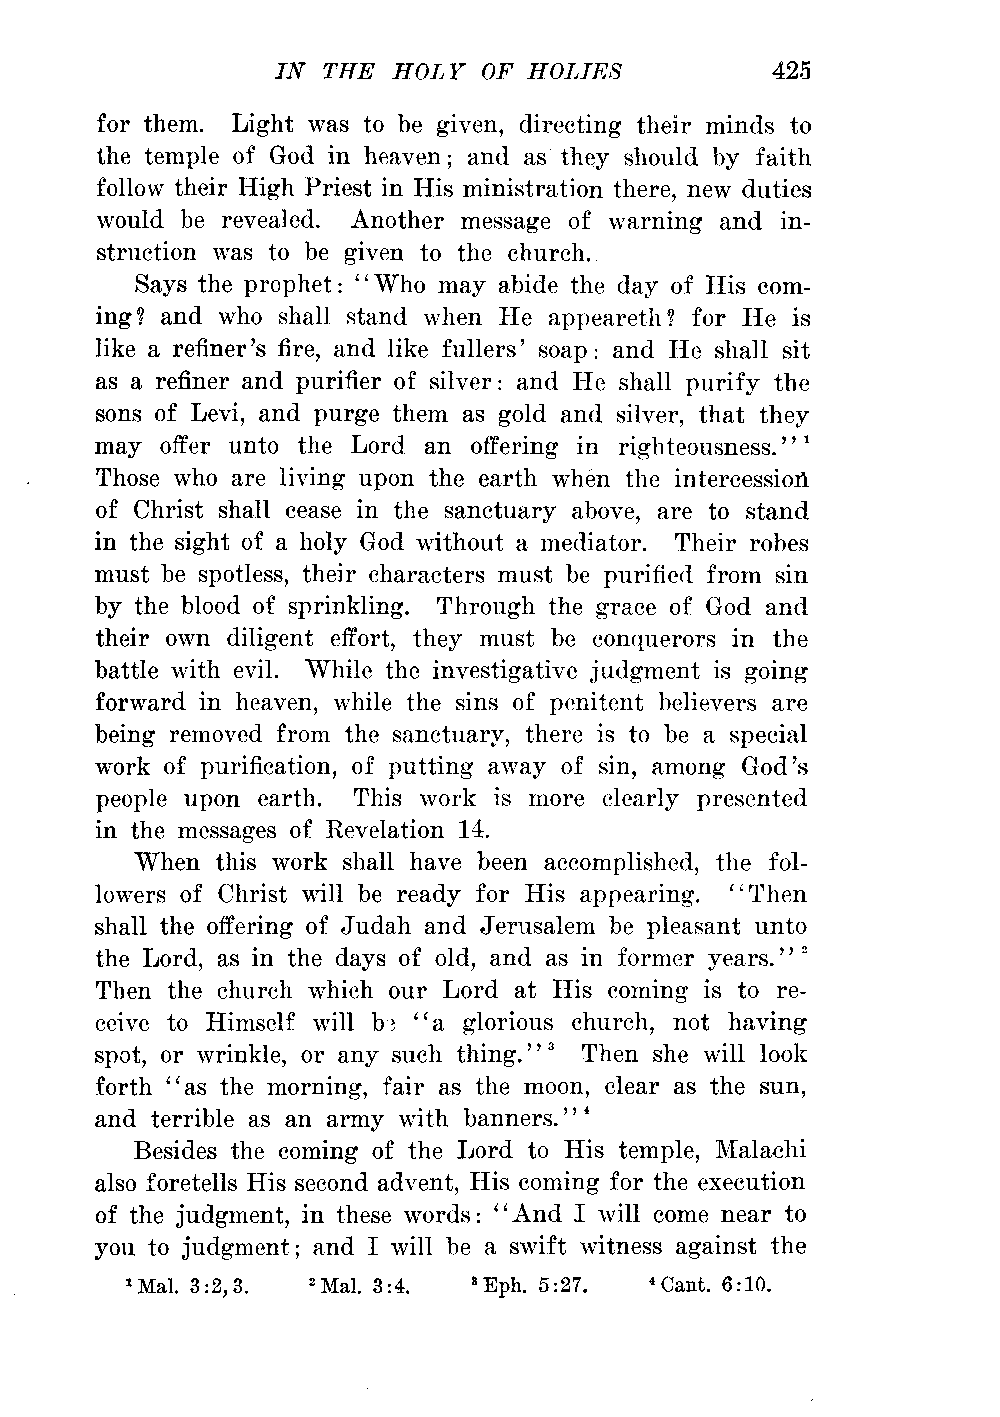 IN THE HOLY OF HOLIES 425
for them. Light was to be given, directing their minds to
the temple of God in heaven; and as they should by faith
follow their High Priest in His ministration there, new duties
would be revealed. Another message of warning and in-
struction was to be given to the church.
Says the prophet: "Who may abide the day of His com-
ing? and who shall stand when He appeareth? for He is
like a refiner's fire, and like fullers' soap: and He shall sit
as a refiner and purifier of silver: and He shall purify the
sons of Levi, and purge them as gold and silver, that they
may offer unto the Lord an offering in righteousness."¹
Those who are living upon the earth when the intercession
of Christ shall cease in the sanctuary above, are to stand
in the sight of a holy God without a mediator. Their robes
must be spotless, their characters must be purified from sin
by the blood of sprinkling. Through the grace of God and
their own diligent effort, they must be conquerors in the
battle with evil. While the investigative judgment is going
forward in heaven, while the sins of penitent believers are
being removed from the sanctuary, there is to be a special
work of purification, of putting away of sin, among God's
people upon earth. This work is more clearly presented
in the messages of Revelation 14.
When this work shall have been accomplished, the fol-
lowers of Christ will be ready for His appearing. "Then
shall the offering of Judah and Jerusalem be pleasant unto
the Lord, as in the days of old, and as in former years."²
Then the church which our Lord at His coming is to re-
ceive to Himself will be "a glorious church, not having
spot, or wrinkle, or any such thing."³ Then she will look
forth "as the morning, fair as the moon, clear as the sun,
and terrible as an army with banners."⁴
Besides the coming of the Lord to His temple, Malachi
also foretells His second advent, His coming for the execution
of the judgment, in these words: "And I will come near to
you to judgment; and I will be a swift witness against the
¹Mal. 3:2,3. ²Mal. 3:4. ³Eph. 5:27. ⁴Cant. 6:10.